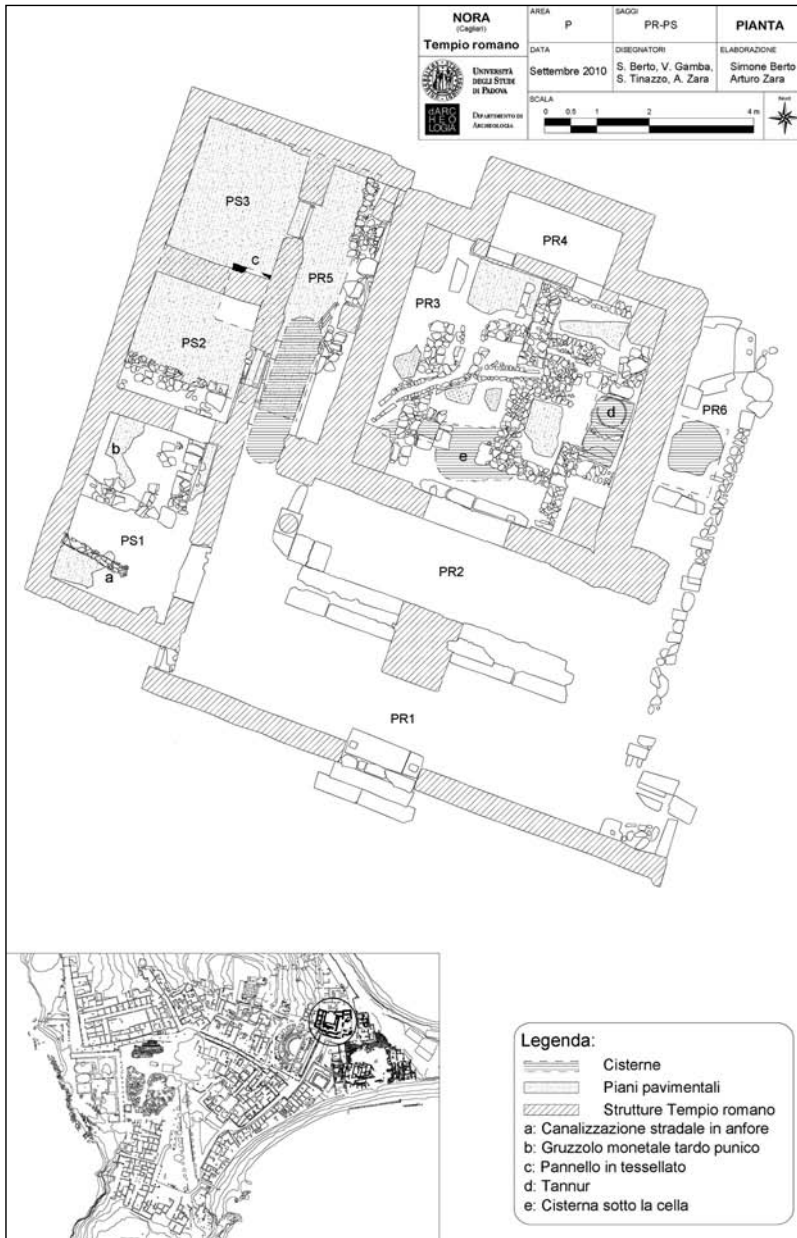 NORA
(Cagliari)
Tempio romano
AREA
P
SAGGI
PR-PS
PIANTA
UNIVERSITÀ
DEGLI STUDI
DI PADOVA
DATA
Settembre 2010
DISEGNATORI
S. Berto, V. Gamba,
S. Tinazzo, A. Zara
ELABORAZIONE
Simone Berto
Arturo Zara
dARC
HEO
LOGIA
DIPARTIMENTO DI
ARCHEOLOGIA
SCALA
0 0.5 1 2 4 m
Nord
PS3
PR4
c
PR5
PR3
PS2
d
PR6
b
e
PS1
a
PR2
PR1
Legenda:
Cisterne
Piani pavimentali
Strutture Tempio romano
a: Canalizzazione stradale in anfore
b: Gruzzolo monetale tardo punico
c: Pannello in tessellato
d: Tannur
e: Cisterna sotto la cella